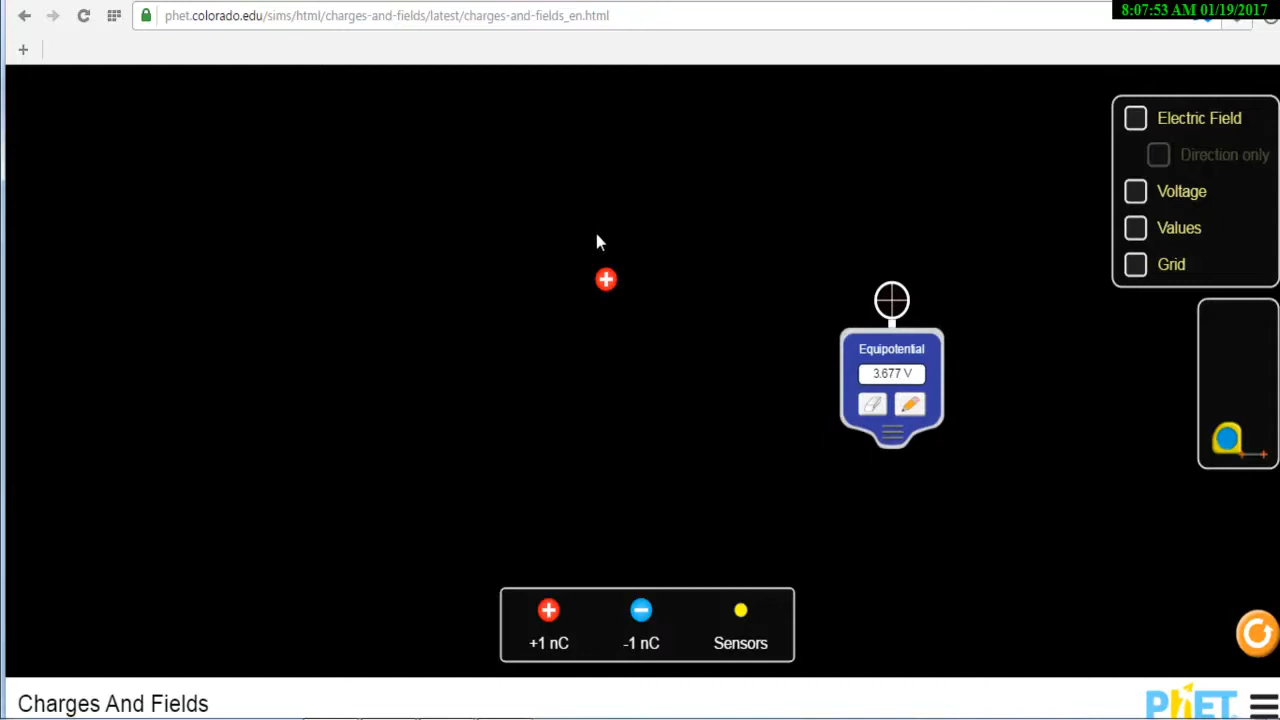 phet.colorado.edu/sims/html/charges-and-fields/latest/charges-and-fields_en.html
8:07:53 AM 01/19/2017
Electric Field
Direction only
Voltage
Values
Grid
Equipotential
3.677 V
+1 nC
-1 nC
Sensors
Charges And Fields
PhET